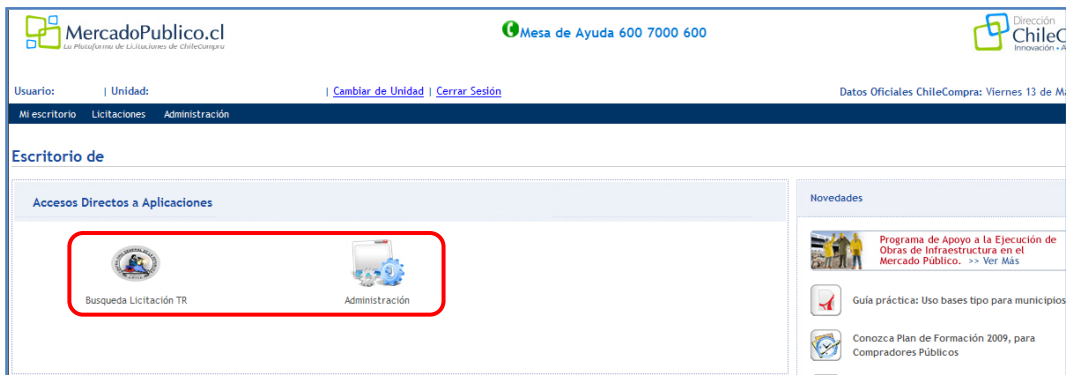 MercadoPublico.cl
La Plataforma de Licitaciones de ChileCompra
Mesa de Ayuda 600 7000 600
Dirección
ChileC
Innovación • A
Usuario: | Unidad: | Cambiar de Unidad | Cerrar Sesión
Datos Oficiales ChileCompra: Viernes 13 de Ma
Mi escritorio Licitaciones Administración
Escritorio de
Accesos Directos a Aplicaciones
Busqueda Licitación TR
Administración
Novedades
Programa de Apoyo a la Ejecución de
Obras de Infraestructura en el
Mercado Público. >> Ver Más
Guía práctica: Uso bases tipo para municipios
Conozca Plan de Formación 2009, para
Compradores Públicos